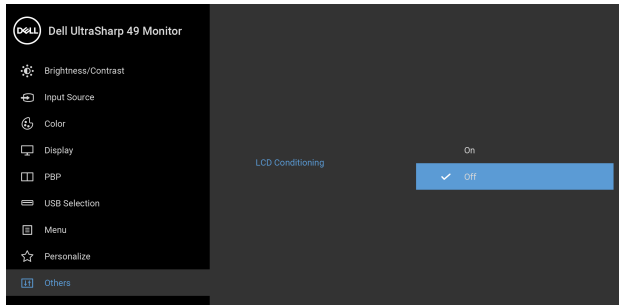 DELL Dell UltraSharp 49 Monitor
Brightness/Contrast
Input Source
Color
Display
PBP
USB Selection
Menu
Personalize
Others
LCD Conditioning
On
Off